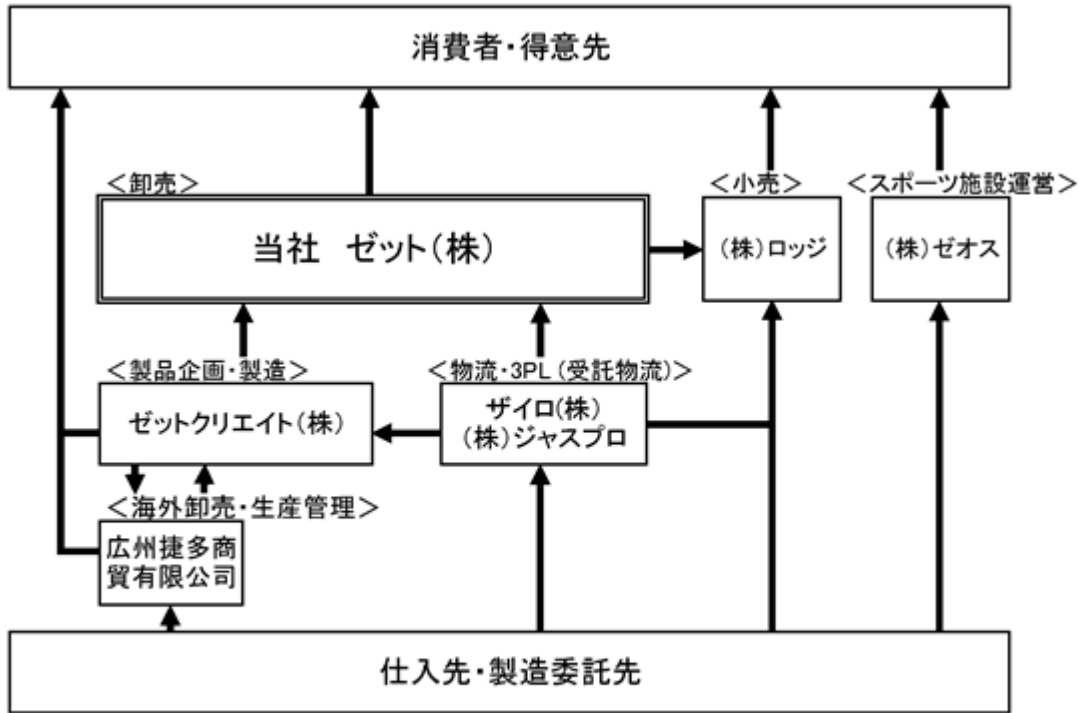 消費者・得意先
＜卸売＞
＜小売＞
＜スポーツ施設運営＞
当社　ゼット（株）
（株）ロッジ
（株）ゼオス
＜製品企画・製造＞
＜物流・3PL（受託物流）＞
ゼットクリエイト（株）
ザイロ（株）
（株）ジャスプロ
＜海外卸売・生産管理＞
広州捷多商
貿有限公司
仕入先・製造委託先